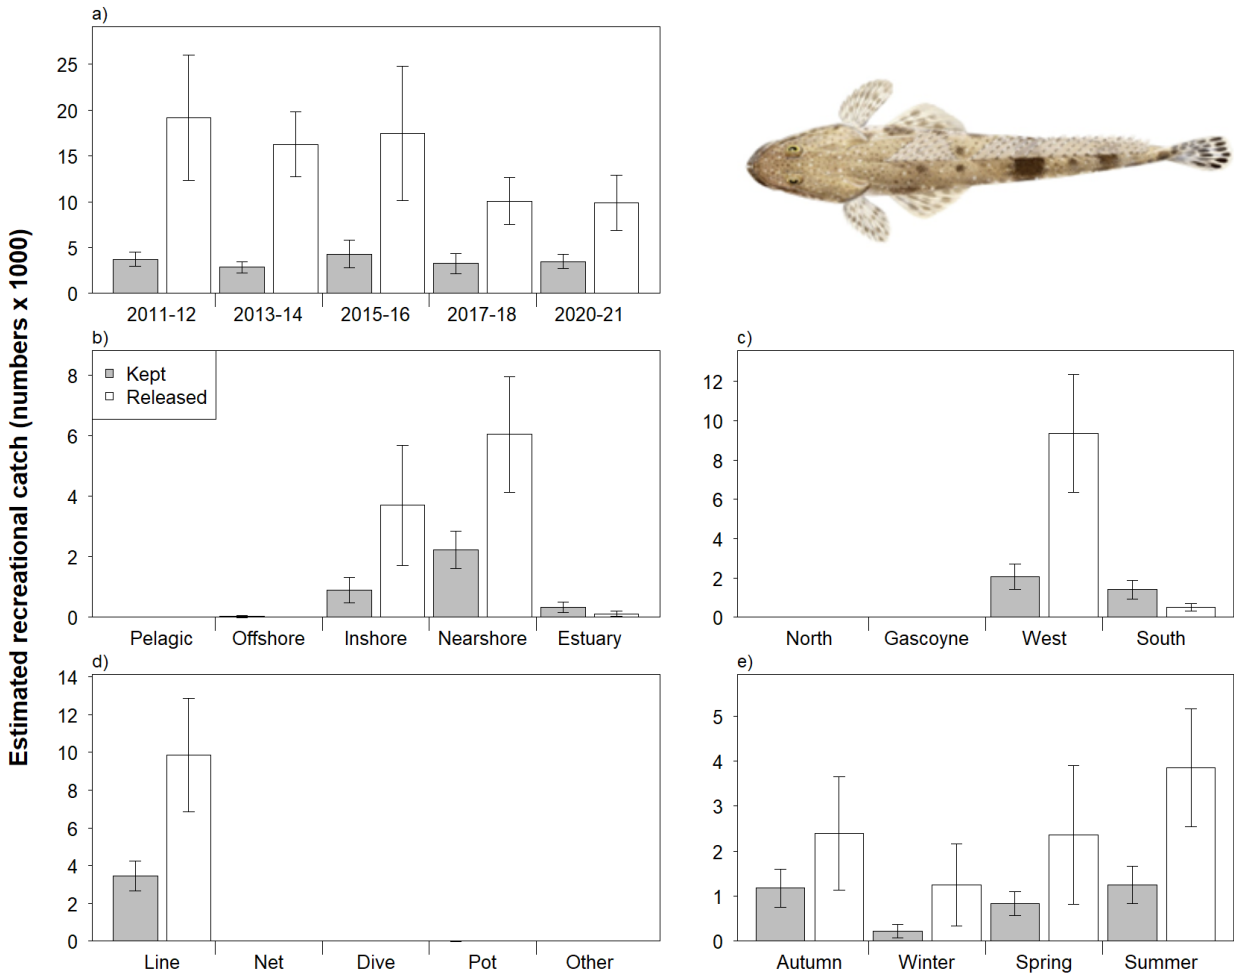 Estimated recreational catch (numbers x 1000)
a)
25
20
15
10
5
0
2011-12 2013-14 2015-16 2017-18 2020-21
b)
Kept
Released
8
6
4
2
0
Pelagic Offshore Inshore Nearshore Estuary
c)
12
10
8
6
4
2
0
North Gascoyne West South
d)
14
12
10
8
6
4
2
0
Line Net Dive Pot Other
e)
5
4
3
2
1
0
Autumn Winter Spring Summer